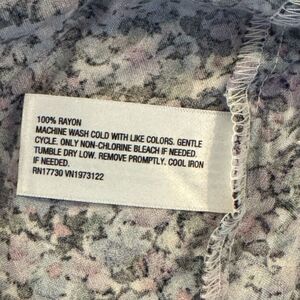 100% RAYON
MACHINE WASH COLD WITH LIKE COLORS. GENTLE
CYCLE. ONLY NON-CHLORINE BLEACH IF NEEDED.
TUMBLE DRY LOW. REMOVE PROMPTLY. COOL IRON
IF NEEDED.
RN17730 VN1973122